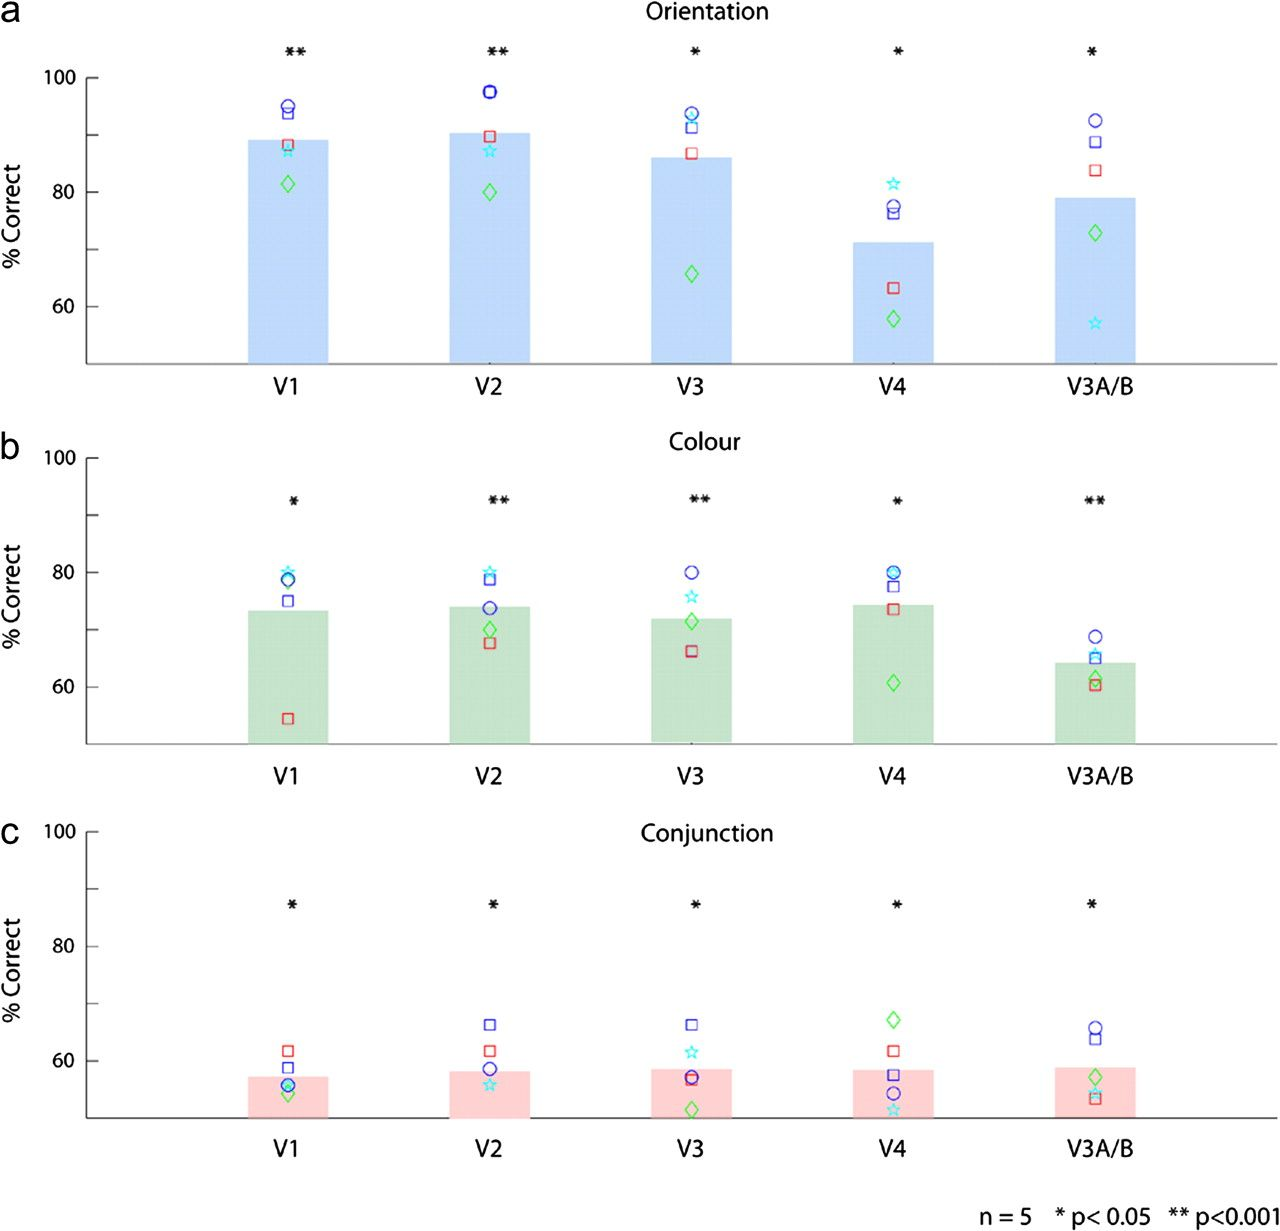 a
Orientation
** ** * * *
100
80
60
% Correct
V1 V2 V3 V4 V3A/B
b
Colour
100
* ** ** * **
80
60
% Correct
V1 V2 V3 V4 V3A/B
c
Conjunction
100
* * * * *
80
60
% Correct
V1 V2 V3 V4 V3A/B
n = 5 * p< 0.05 ** p<0.001